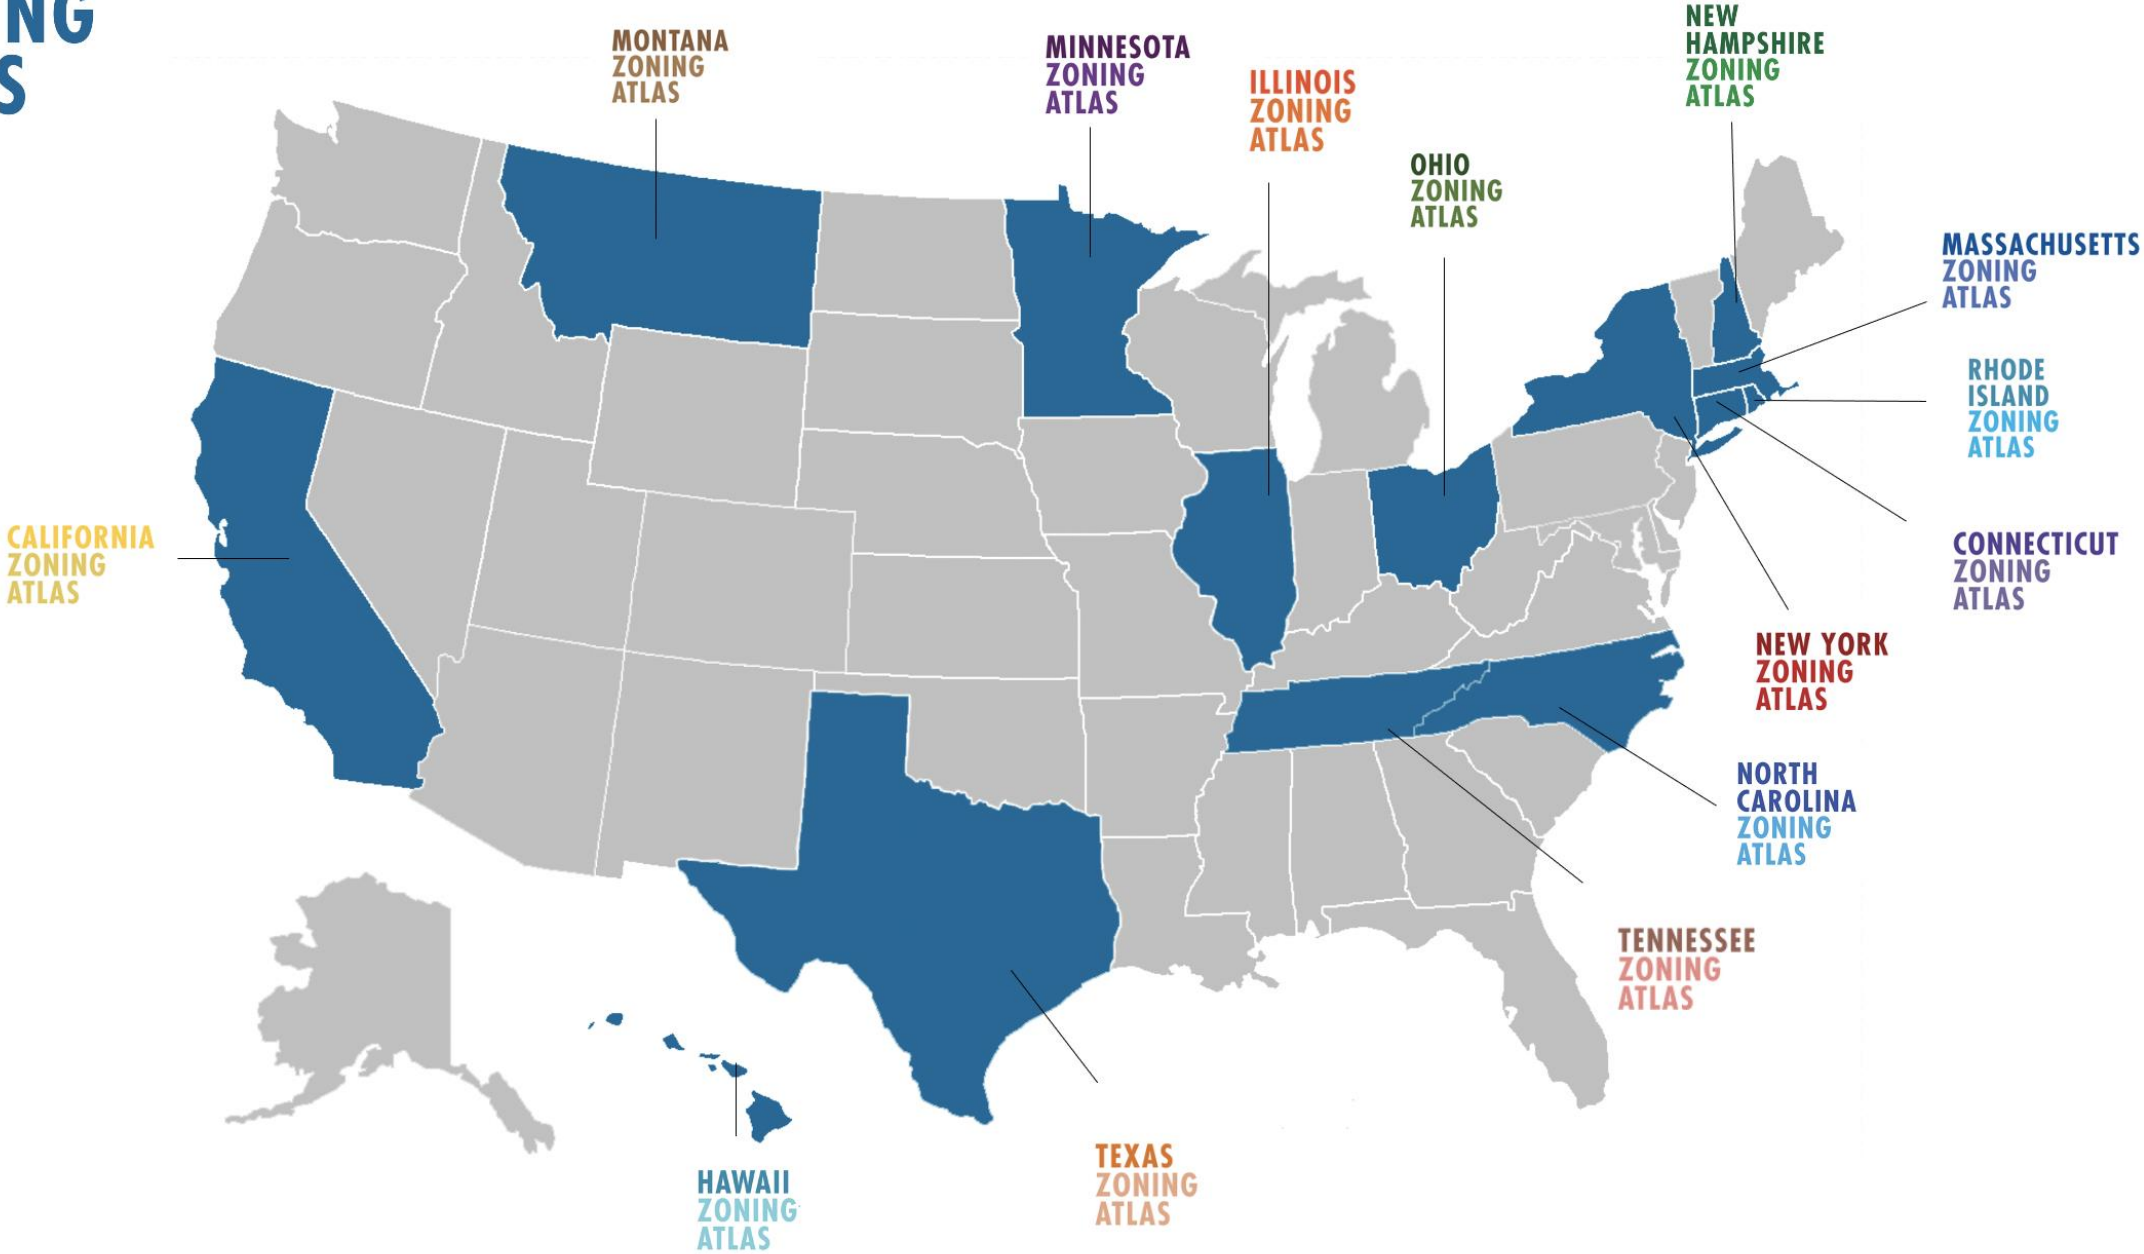 NG
S
MONTANA
ZONING
ATLAS
MINNESOTA
ZONING
ATLAS
ILLINOIS
ZONING
ATLAS
OHIO
ZONING
ATLAS
NEW
HAMPSHIRE
ZONING
ATLAS
MASSACHUSETTS
ZONING
ATLAS
RHODE
ISLAND
ZONING
ATLAS
CONNECTICUT
ZONING
ATLAS
NEW YORK
ZONING
ATLAS
NORTH
CAROLINA
ZONING
ATLAS
TENNESSEE
ZONING
ATLAS
TEXAS
ZONING
ATLAS
HAWAII
ZONING
ATLAS
CALIFORNIA
ZONING
ATLAS